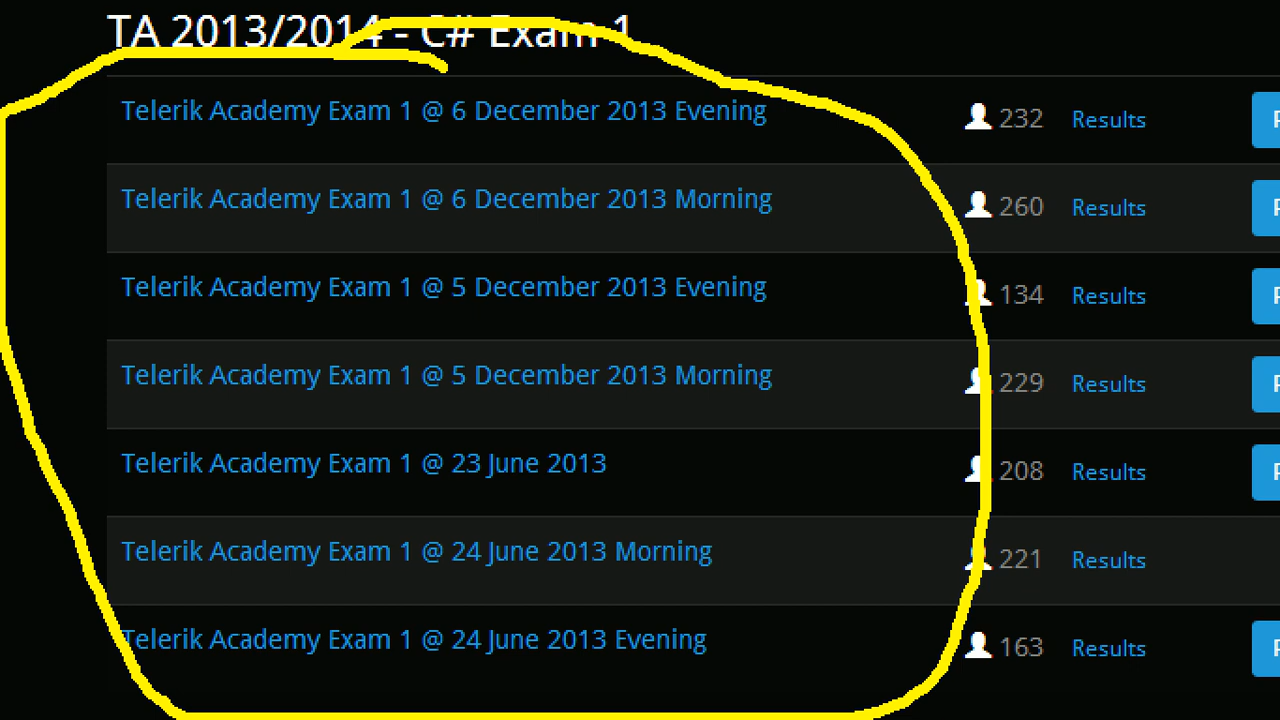 TA 2013/2014 - C# Exam 1
Telerik Academy Exam 1 @ 6 December 2013 Evening 232 Results
Telerik Academy Exam 1 @ 6 December 2013 Morning 260 Results
Telerik Academy Exam 1 @ 5 December 2013 Evening 134 Results
Telerik Academy Exam 1 @ 5 December 2013 Morning 229 Results
Telerik Academy Exam 1 @ 23 June 2013 208 Results
Telerik Academy Exam 1 @ 24 June 2013 Morning 221 Results
Telerik Academy Exam 1 @ 24 June 2013 Evening 163 Results